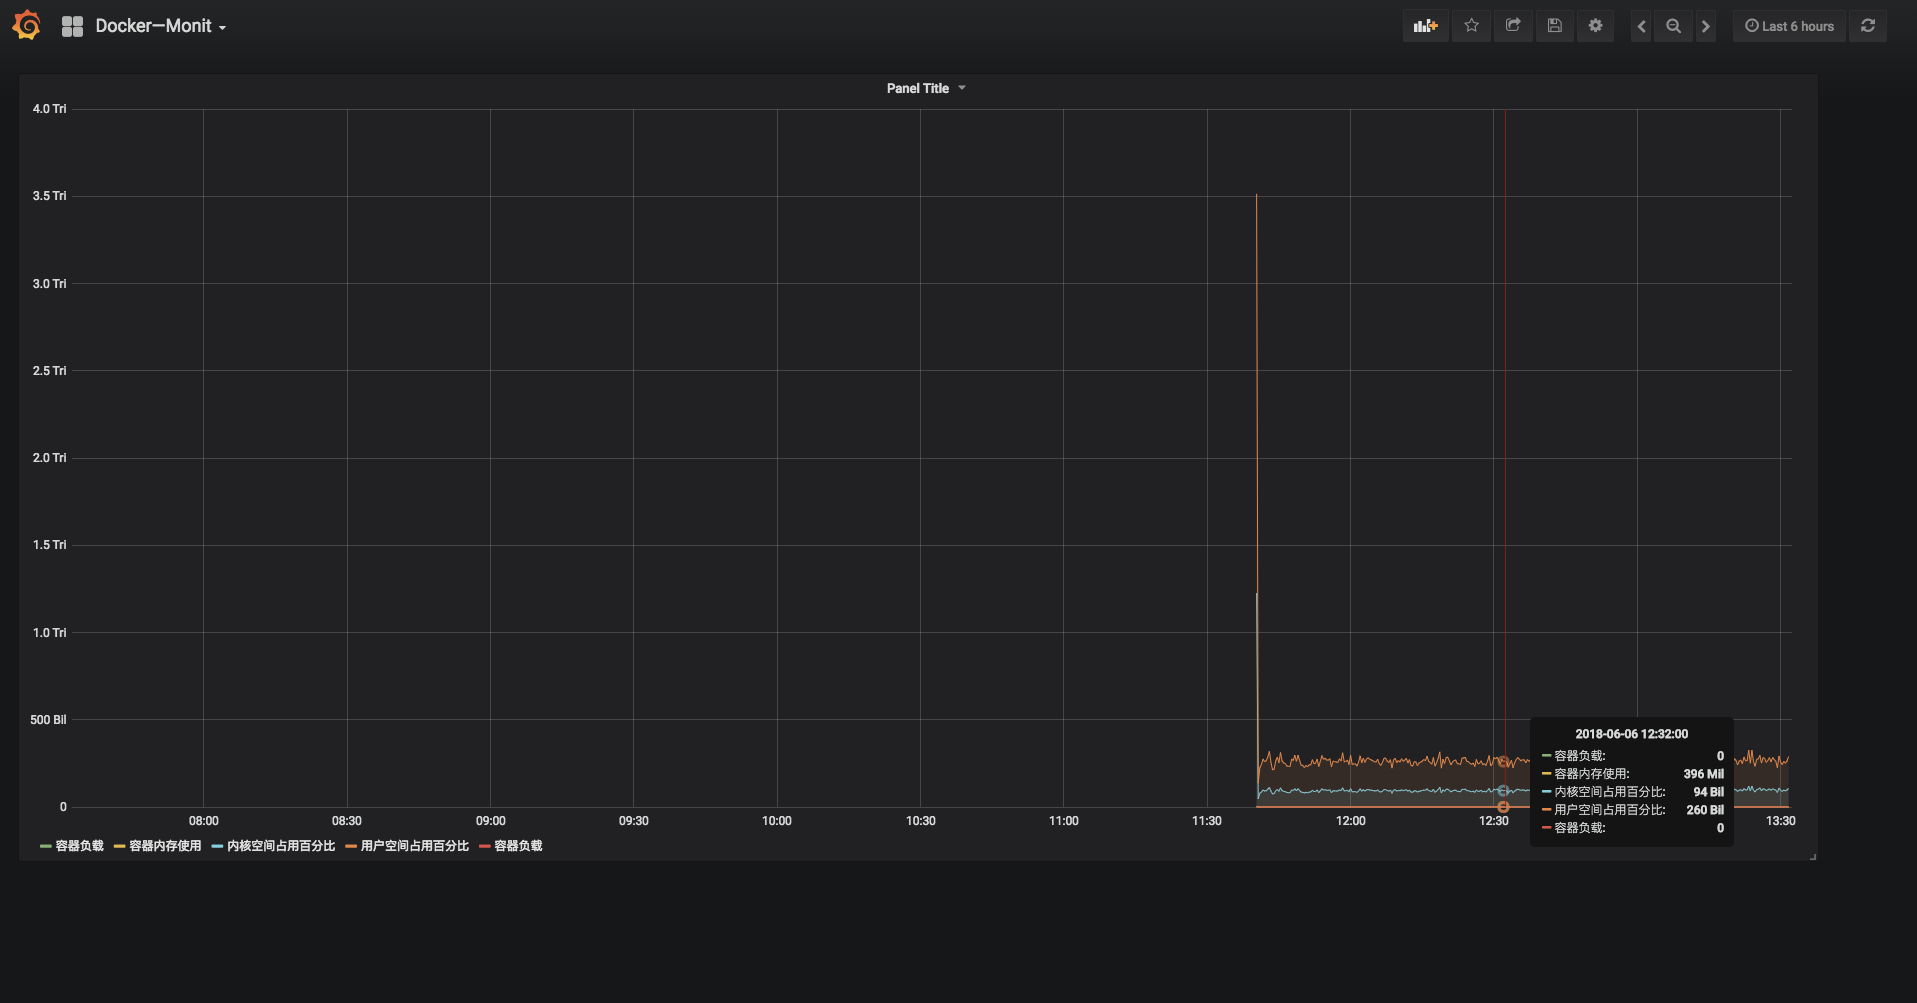 Docker—Monit
Last 6 hours
Panel Title
4.0 Tri
3.5 Tri
3.0 Tri
2.5 Tri
2.0 Tri
1.5 Tri
1.0 Tri
500 Bil
0
08:00 08:30 09:00 09:30 10:00 10:30 11:00 11:30 12:00 12:30 13:30
2018-06-06 12:32:00
容器负载: 0
容器内存使用: 396 Mil
内核空间占用百分比: 94 Bil
用户空间占用百分比: 260 Bil
容器负载: 0
容器负载 容器内存使用 内核空间占用百分比 用户空间占用百分比 容器负载